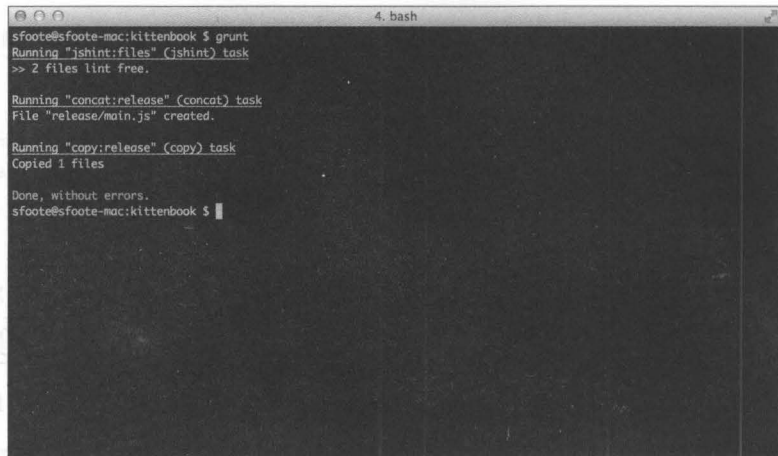 4. bash
sfoote@sfoote-mac:kittenbook $ grunt
Running "jshint:files" (jshint) task
>> 2 files lint free.
Running "concat:release" (concat) task
File "release/main.js" created.
Running "copy:release" (copy) task
Copied 1 files
Done, without errors.
sfoote@sfoote-mac:kittenbook $